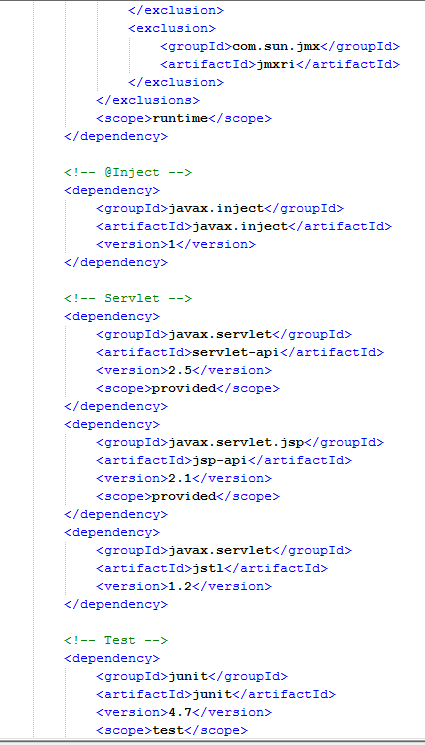 </exclusion>
<exclusion>
<groupId>com.sun.jmx</groupId>
<artifactId>jmxri</artifactId>
</exclusion>
</exclusions>
<scope>runtime</scope>
</dependency>
<!-- @Inject -->
<dependency>
<groupId>javax.inject</groupId>
<artifactId>javax.inject</artifactId>
<version>1</version>
</dependency>
<!-- Servlet -->
<dependency>
<groupId>javax.servlet</groupId>
<artifactId>servlet-api</artifactId>
<version>2.5</version>
<scope>provided</scope>
</dependency>
<dependency>
<groupId>javax.servlet.jsp</groupId>
<artifactId>jsp-api</artifactId>
<version>2.1</version>
<scope>provided</scope>
</dependency>
<dependency>
<groupId>javax.servlet</groupId>
<artifactId>jstl</artifactId>
<version>1.2</version>
</dependency>
<!-- Test -->
<dependency>
<groupId>junit</groupId>
<artifactId>junit</artifactId>
<version>4.7</version>
<scope>test</scope>